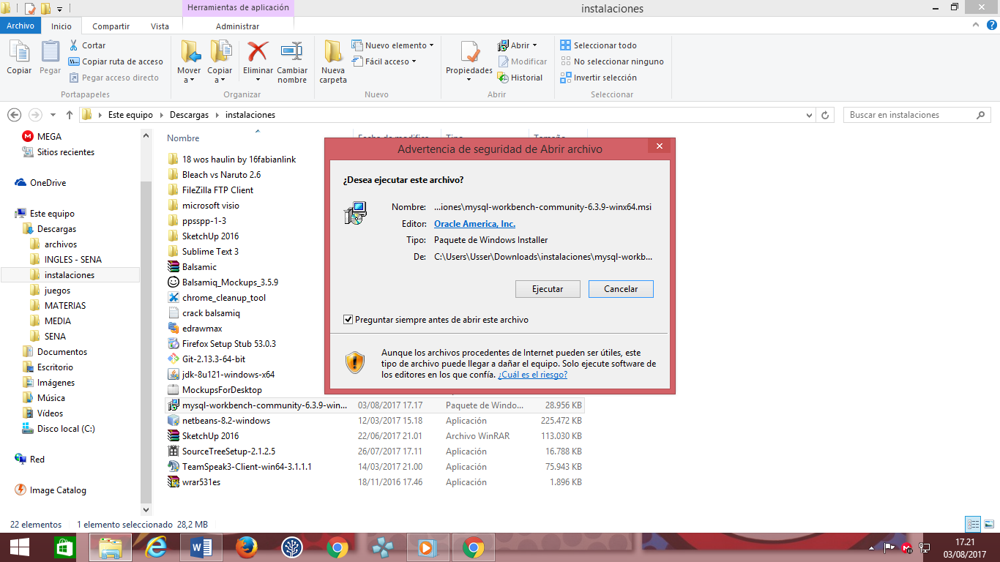 Herramientas de aplicación
instalaciones
Archivo
Inicio
Compartir
Vista
Administrar
Copiar
Pegar
Cortar
Copiar ruta de acceso
Pegar acceso directo
Portapapeles
Mover a
Copiar a
Eliminar
Cambiar nombre
Organizar
Nueva carpeta
Nuevo elemento
Fácil acceso
Nuevo
Propiedades
Abrir
Modificar
Historial
Abrir
Seleccionar todo
No seleccionar ninguno
Invertir selección
Seleccionar
Este equipo
Descargas
instalaciones
Buscar en instalaciones
MEGA
Sitios recientes
OneDrive
Este equipo
Descargas
archivos
INGLES - SENA
instalaciones
juegos
MATERIAS
MEDIA
SENA
Documentos
Escritorio
Imágenes
Música
Vídeos
Disco local (C:)
Red
Image Catalog
Nombre
18 wos haulin by 16fabianlink
Bleach vs Naruto 2.6
FileZilla FTP Client
microsoft visio
ppsspp-1-3
SketchUp 2016
Sublime Text 3
Balsamic
Balsamiq_Mockups_3.5.9
chrome_cleanup_tool
crack balsamiq
edrawmax
Firefox Setup Stub 53.0.3
Git-2.13.3-64-bit
jdk-8u121-windows-x64
MockupsForDesktop
mysql-workbench-community-6.3.9-win... 03/08/2017 17.17 Paquete de Windo... 28.956 KB
netbeans-8.2-windows 12/03/2017 15.18 Aplicación 225.472 KB
SketchUp 2016 22/06/2017 21.01 Archivo WinRAR 113.030 KB
SourceTreeSetup-2.1.2.5 26/07/2017 17.11 Aplicación 16.788 KB
TeamSpeak3-Client-win64-3.1.1.1 14/03/2017 21.00 Aplicación 75.943 KB
wrar531es 18/11/2016 17.46 Aplicación 1.896 KB
Advertencia de seguridad de Abrir archivo
¿Desea ejecutar este archivo?
Nombre: ...iones\mysql-workbench-community-6.3.9-winx64.msi
Editor: Oracle America, Inc.
Tipo: Paquete de Windows Installer
De: C:\Users\Usser\Downloads\instalaciones\mysql-workb...
Ejecutar
Cancelar
Preguntar siempre antes de abrir este archivo
Aunque los archivos procedentes de Internet pueden ser útiles, este
tipo de archivo puede llegar a dañar el equipo. Solo ejecute software de
los editores en los que confía. ¿Cuál es el riesgo?
22 elementos
1 elemento seleccionado 28,2 MB
17.21
03/08/2017